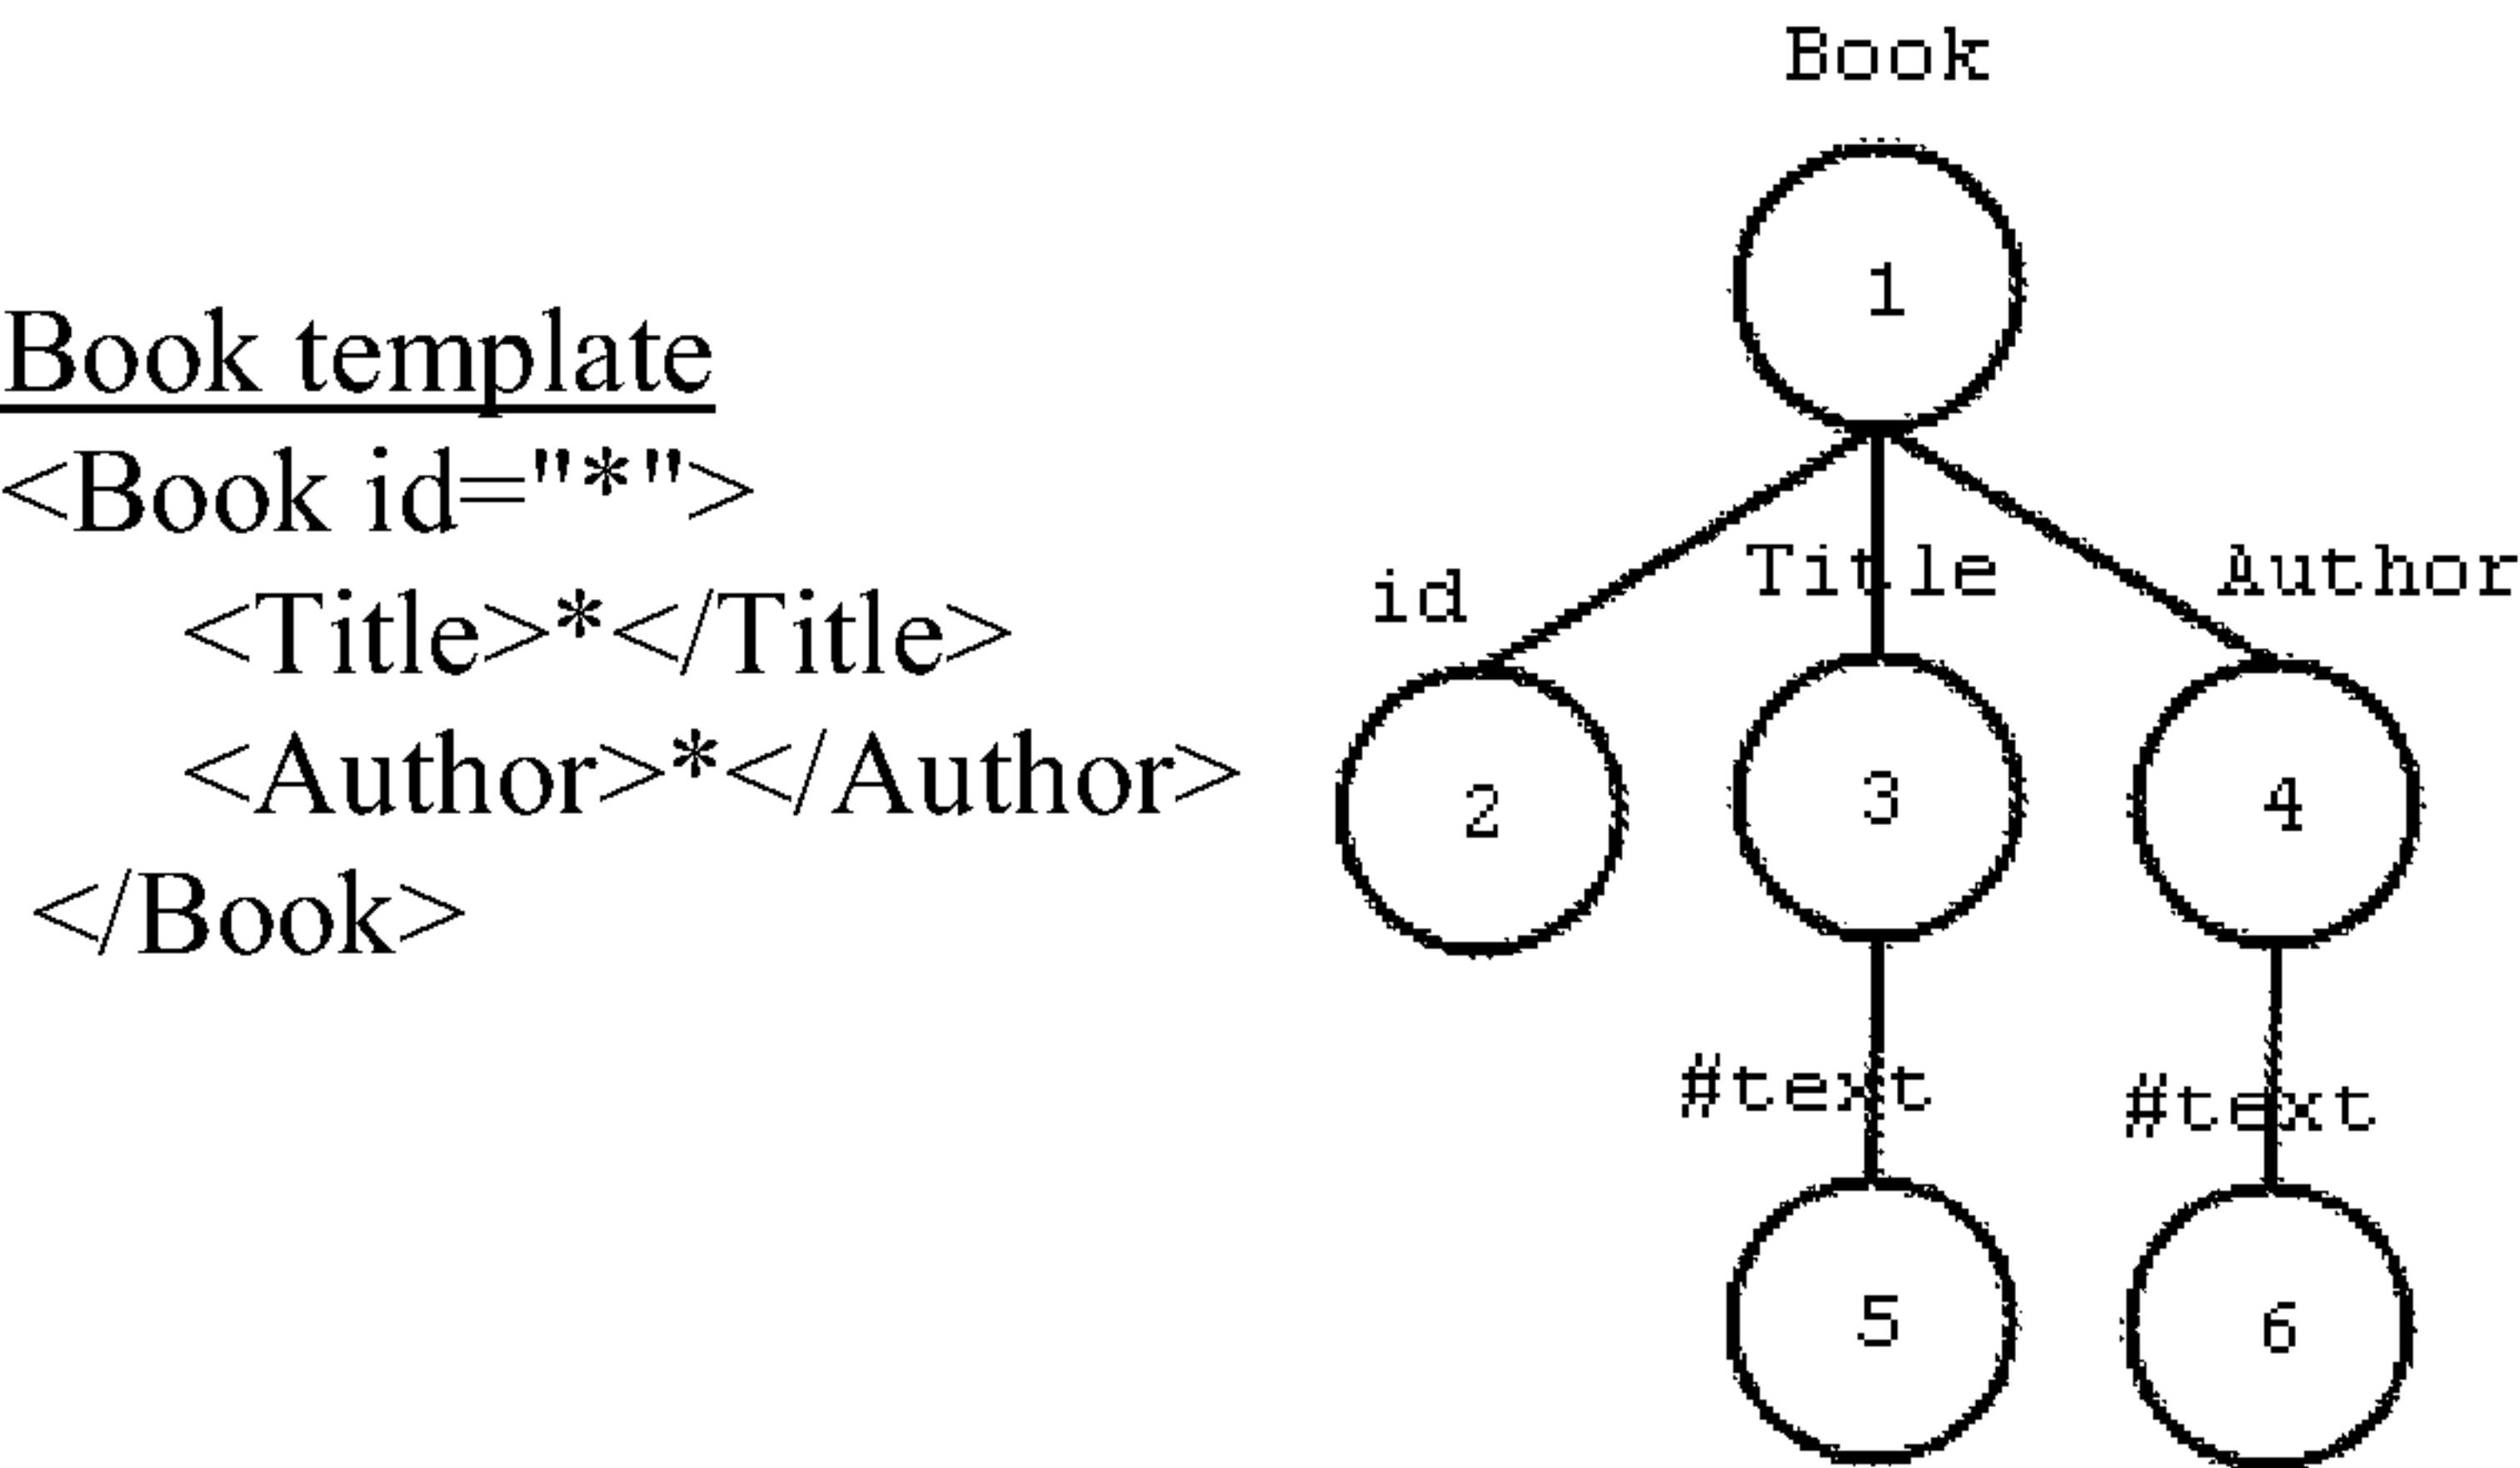 Book template
<Book id="*">
<Title>*</Title>
<Author>*</Author>
</Book>
Book
1
id Title Author
2 3 4
#text #text
5 6